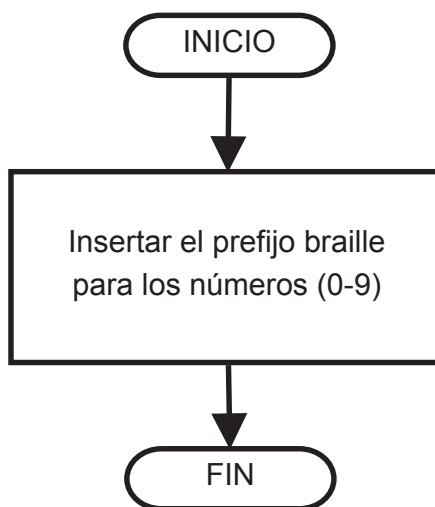 INICIO
Insertar el prefijo braille
para los números (0-9)
FIN